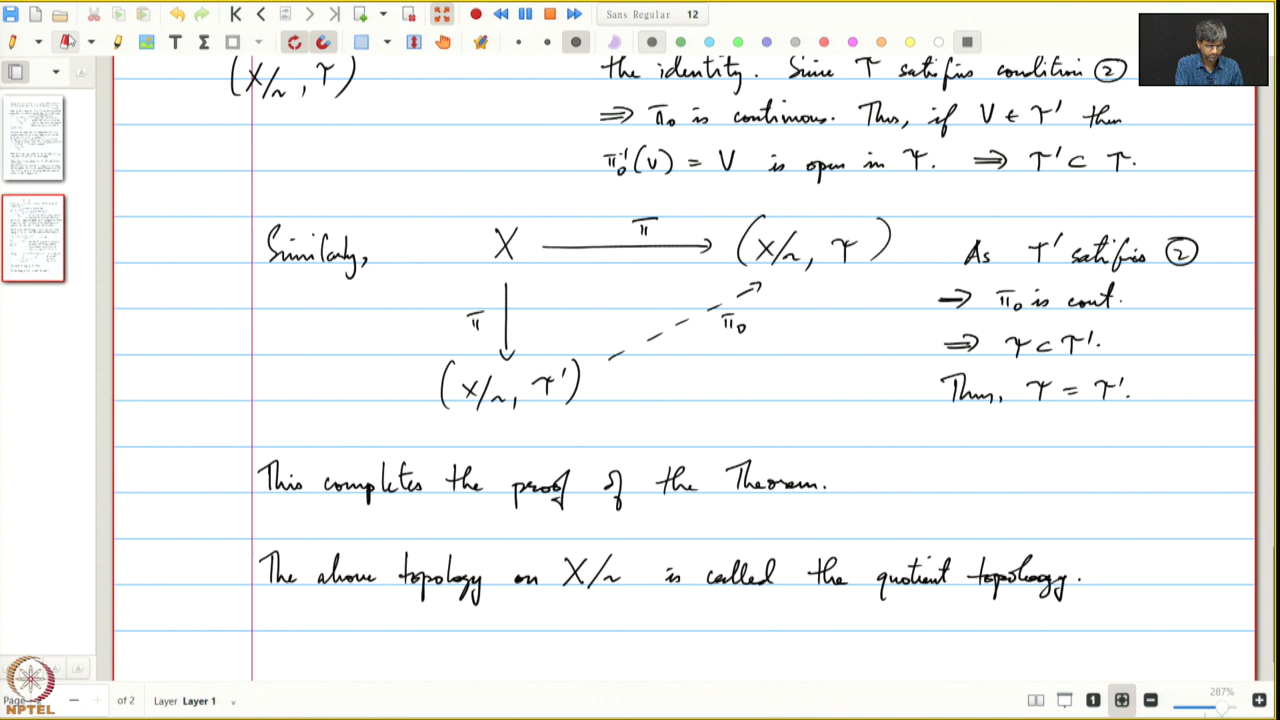 Sans Regular 12
(X/~, τ)
the identity. Since τ satisfies condition ②
⇒ π₀ is continuous. Thus, if V ∈ τ' then
π₀⁻¹(V) = V is open in τ. ⇒ τ' ⊂ τ.
Similarly, X π (X/~, τ) As τ' satisfies ②
π π₀ → π₀ is cont.
⇒ τ ⊂ τ'.
(X/~, τ') Thus, τ = τ'.
This completes the proof of the Theorem.
The above topology on X/~ is called the quotient topology.
Page of 2 Layer Layer 1 287%
NPTEL